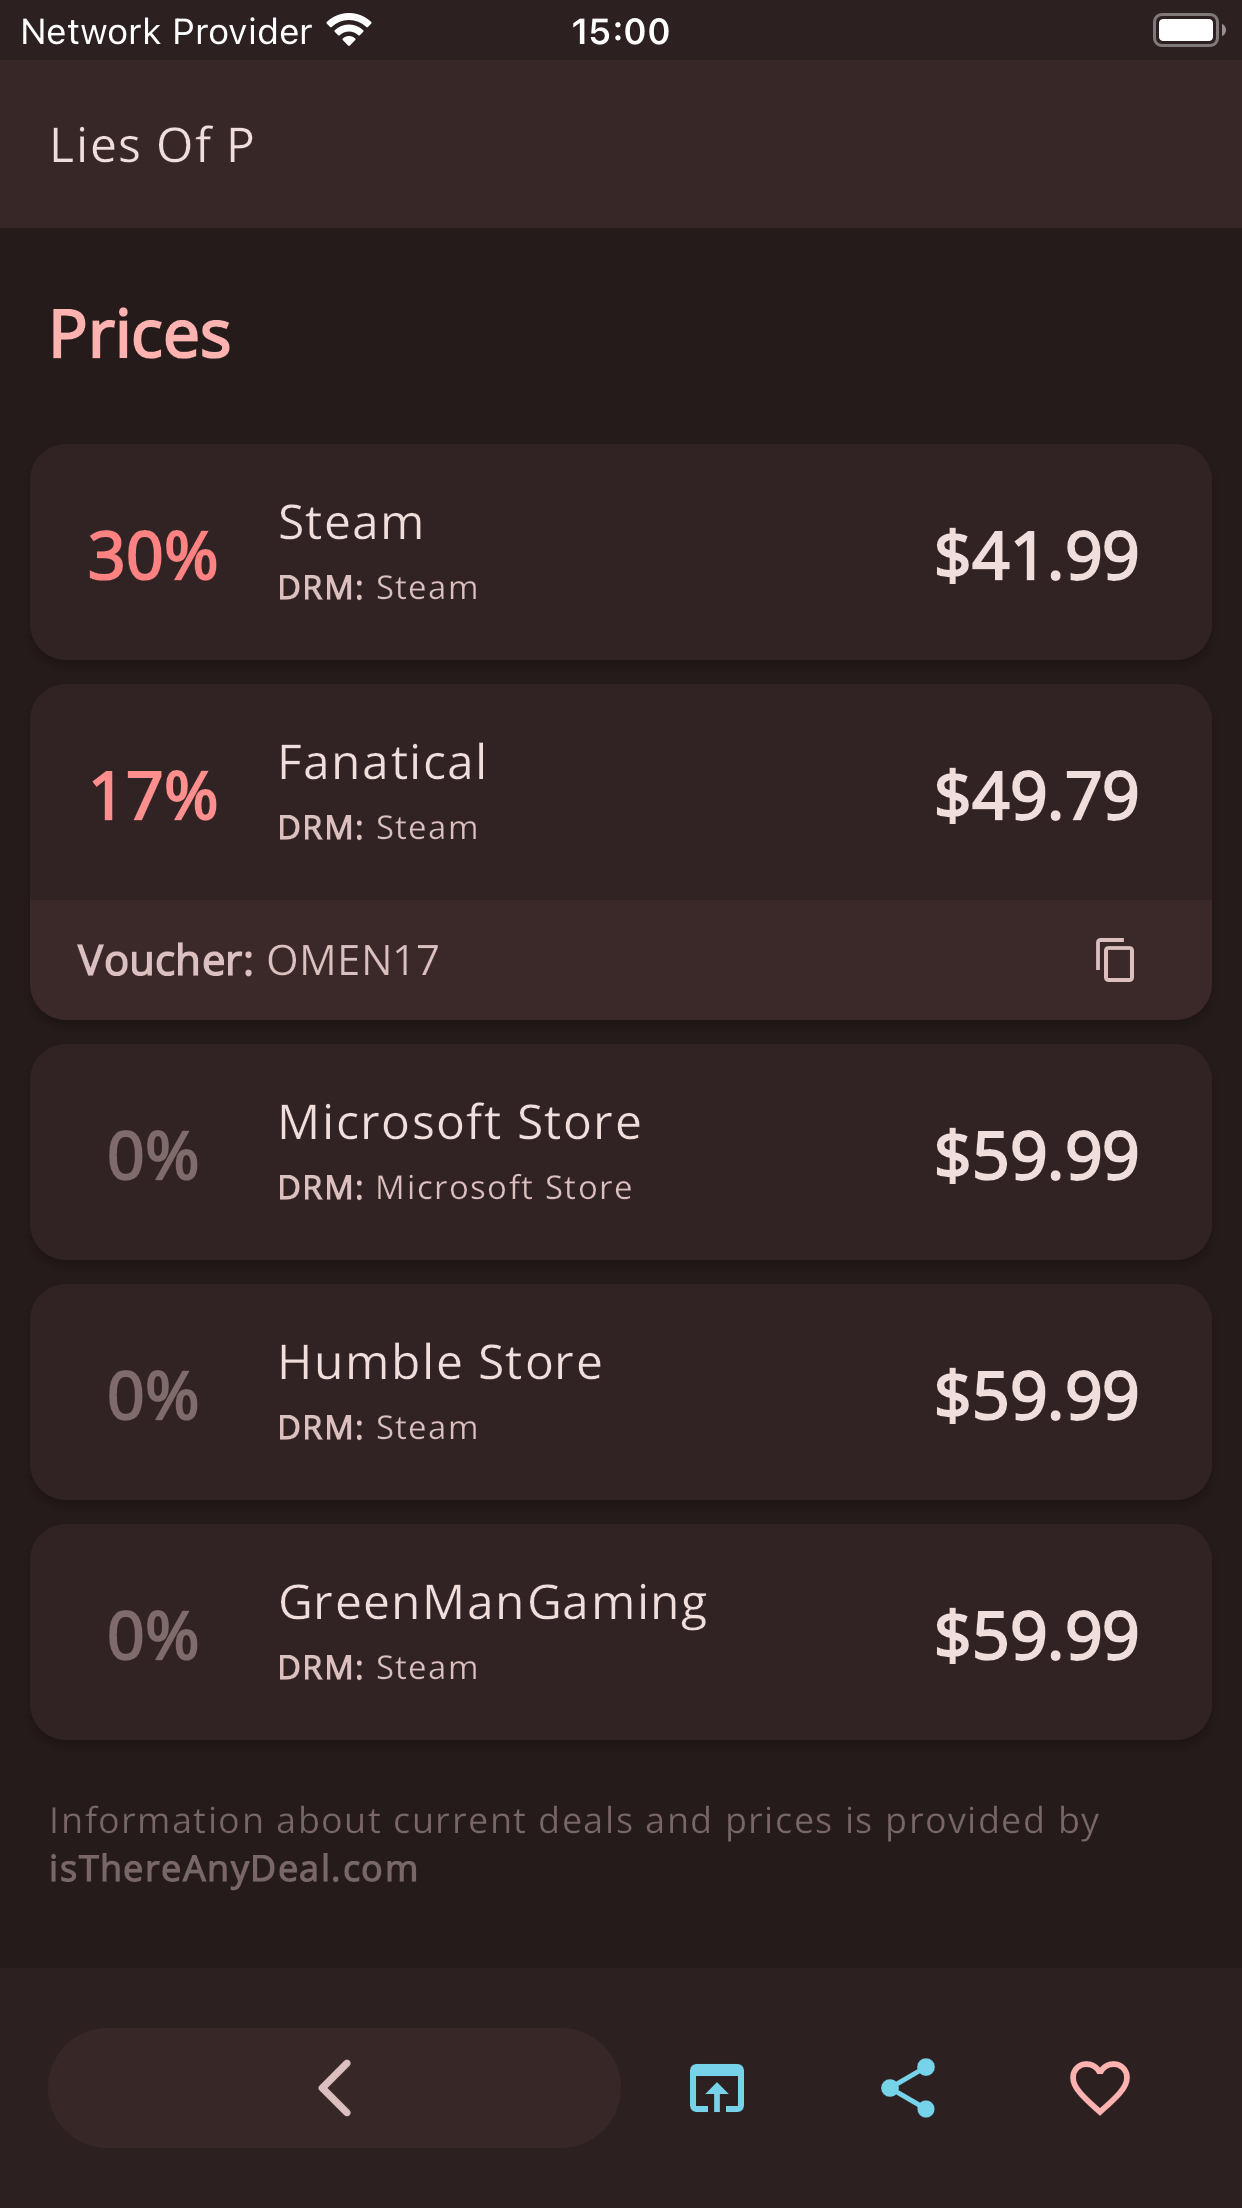 Network Provider 15:00
Lies Of P
Prices
30% Steam $41.99
DRM: Steam
17% Fanatical $49.79
DRM: Steam
Voucher: OMEN17
0% Microsoft Store $59.99
DRM: Microsoft Store
0% Humble Store $59.99
DRM: Steam
0% GreenManGaming $59.99
DRM: Steam
Information about current deals and prices is provided by
isThereAnyDeal.com